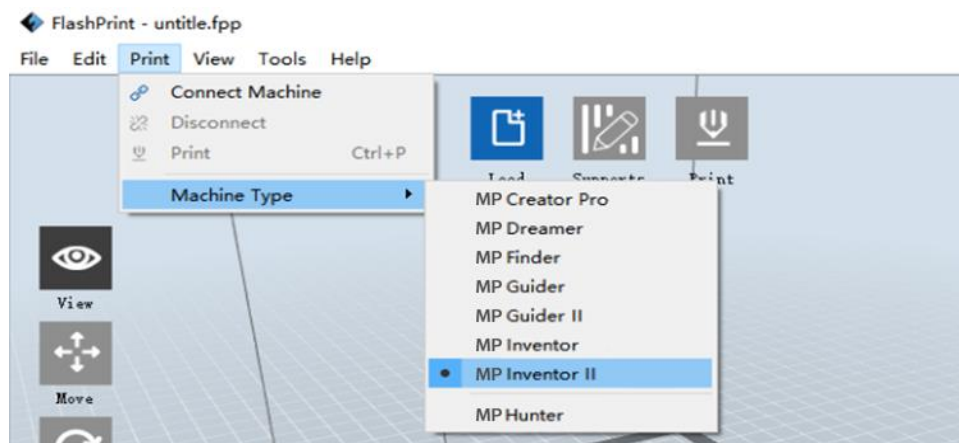 FlashPrint - untitle.fpp
File Edit Print View Tools Help
Connect Machine
Disconnect
Print Ctrl+P
Machine Type
Load Supports Print
MP Creator Pro
MP Dreamer
MP Finder
MP Guider
MP Guider II
MP Inventor
MP Inventor II
MP Hunter
View
Move